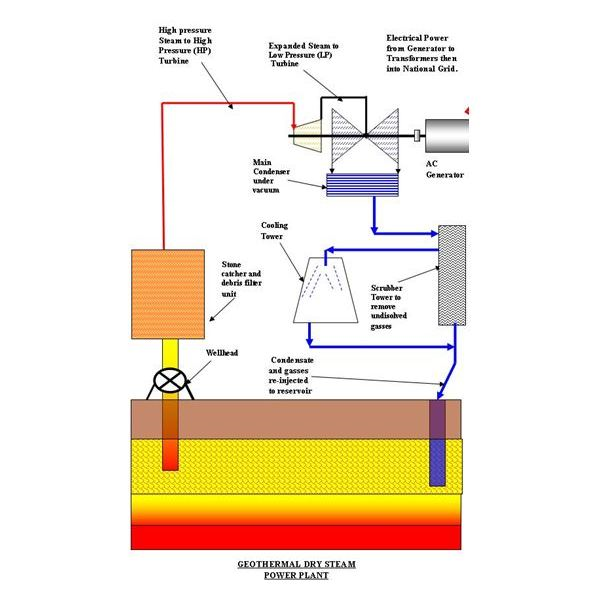 High pressure
Steam to High
Pressure (HP)
Turbine
Expanded Steam to
Low Pressure (LP)
Turbine
Electrical Power
from Generator to
Transformers then
into National Grid.
Main
Condenser
under
vacuum
AC
Generator
Cooling
Tower
Stone
catcher and
debris filter
unit
Scrubber
Tower to
remove
undisolved
gasses
Wellhead
Condensate
and gasses
re-injected
to reservoir
GEOTHERMAL DRY STEAM
POWER PLANT